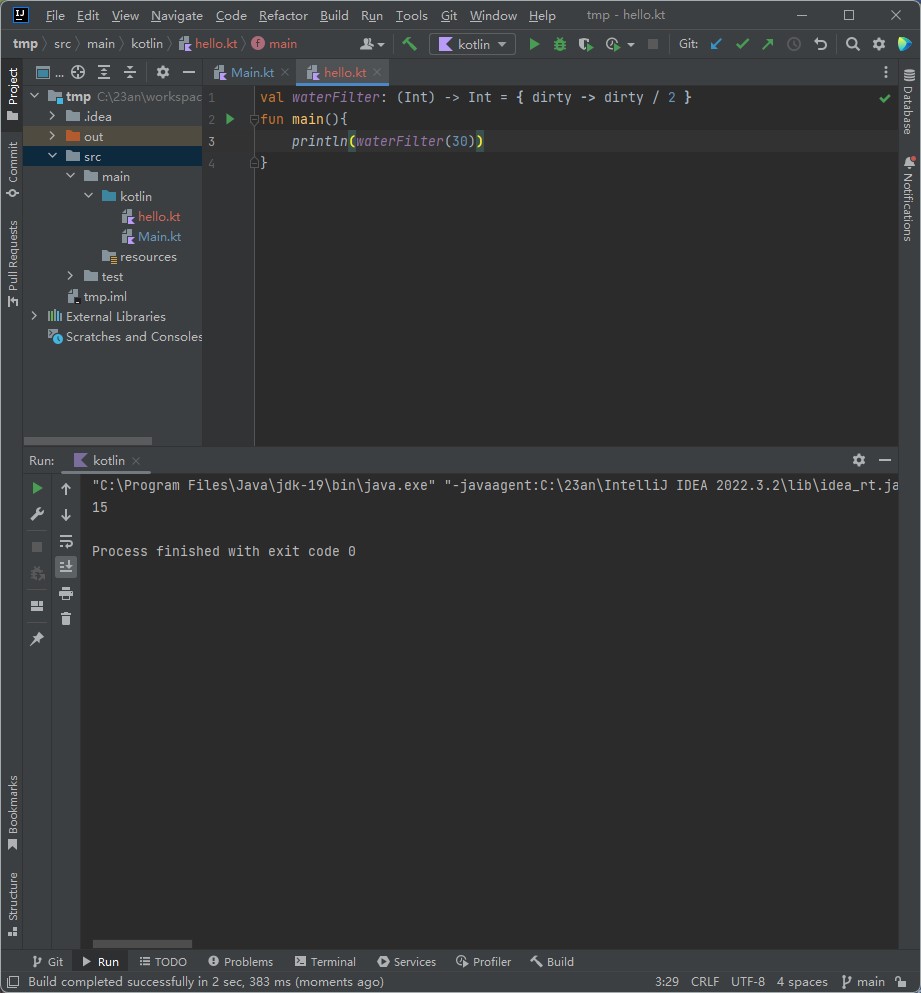 File Edit View Navigate Code Refactor Build Run Tools Git Window Help tmp - hello.kt
tmp src main kotlin hello.kt main kotlin Git:
Project
Commit
Pull Requests
Bookmarks
Structure
...
tmp C:\23an\workspac
.idea
out
src
main
kotlin
hello.kt
Main.kt
resources
test
tmp.iml
External Libraries
Scratches and Consoles
Main.kt hello.kt
1 val waterFilter: (Int) -> Int = { dirty -> dirty / 2 }
2 fun main(){
3 println(waterFilter(30))
4 }
Database
Notifications
Run: kotlin
"C:\Program Files\Java\jdk-19\bin\java.exe" "-javaagent:C:\23an\IntelliJ IDEA 2022.3.2\lib\idea_rt.ja
15
Process finished with exit code 0
Git Run TODO Problems Terminal Services Profiler Build
Build completed successfully in 2 sec, 383 ms (moments ago) 3:29 CRLF UTF-8 4 spaces main